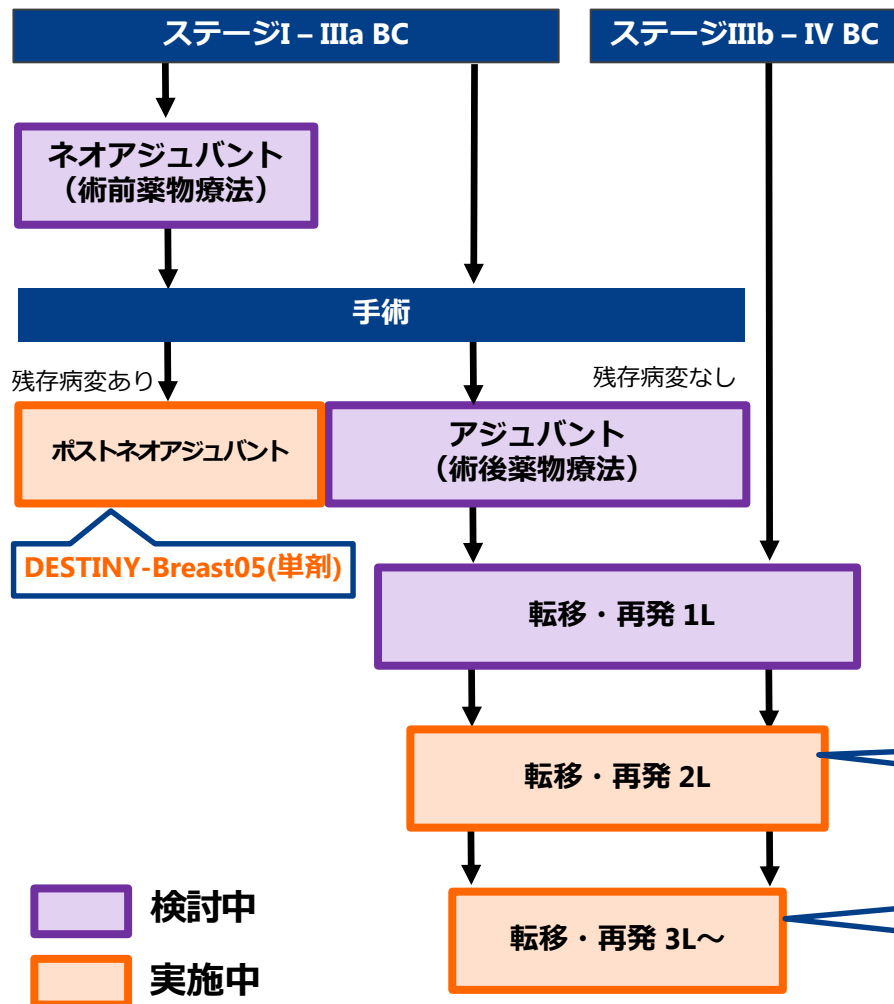 ステージI – IIIa BC
ステージIIIb – IV BC
ネオアジュバント
（術前薬物療法）
手術
残存病変あり
残存病変なし
ポストネオアジュバント
アジュバント
（術後薬物療法）
DESTINY-Breast05(単剤)
転移・再発 1L
転移・再発 2L
転移・再発 3L～
検討中
実施中